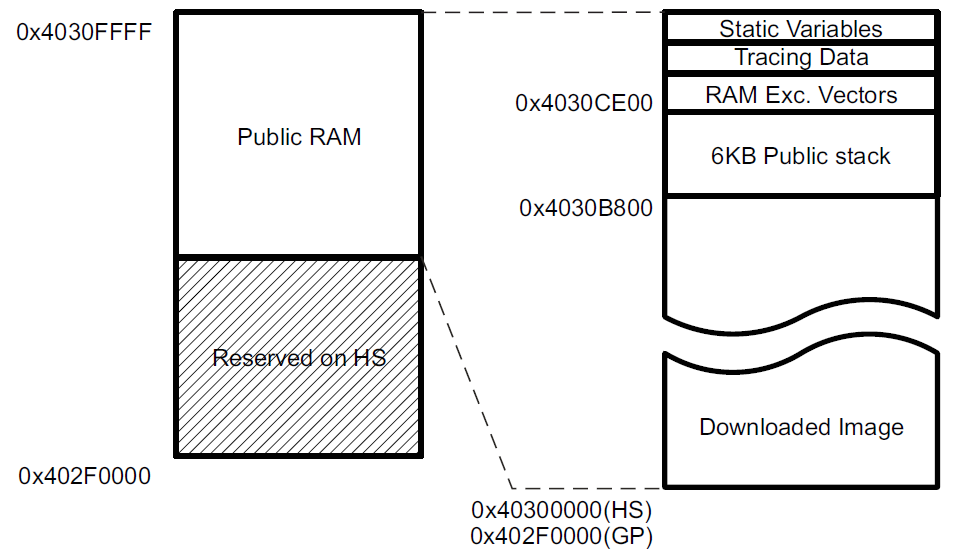 0x4030FFFF
Public RAM
Reserved on HS
0x402F0000
Static Variables
Tracing Data
RAM Exc. Vectors
0x4030CE00
6KB Public stack
0x4030B800
Downloaded Image
0x40300000(HS)
0x402F0000(GP)